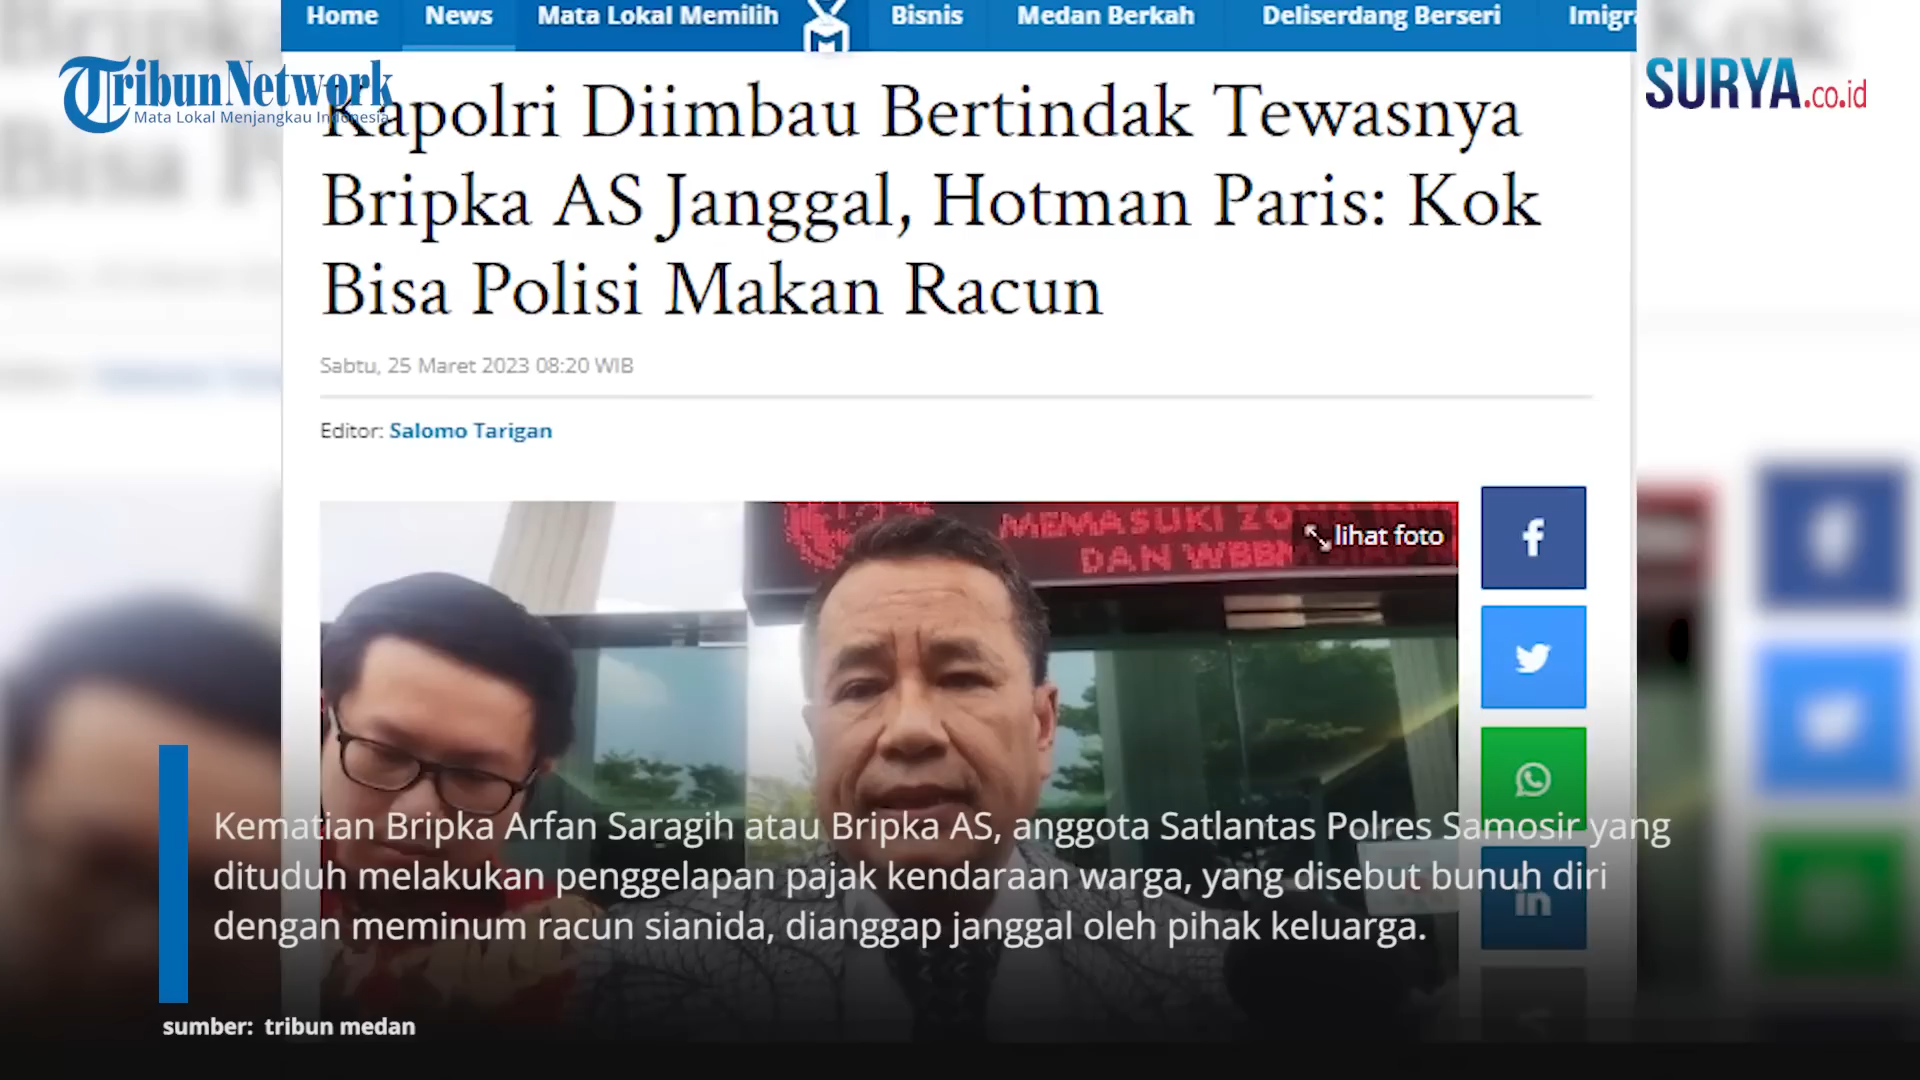 Home News Mata Lokal Memilih Bisnis Medan Berkah Deliserdang Berseri
TribunNetwork
Mata Lokal Menjangkau Indonesia
SURYA.co.id
Kapolri Diimbau Bertindak Tewasnya
Bripka AS Janggal, Hotman Paris: Kok
Bisa Polisi Makan Racun
Sabtu, 25 Maret 2023 08:20 WIB
Editor: Salomo Tarigan
MEMASUKI
DAN WBBM
lihat foto
Kematian Bripka Arfan Saragih atau Bripka AS, anggota Satlantas Polres Samosir yang
dituduh melakukan penggelapan pajak kendaraan warga, yang disebut bunuh diri
dengan meminum racun sianida, dianggap janggal oleh pihak keluarga.
sumber: tribun medan